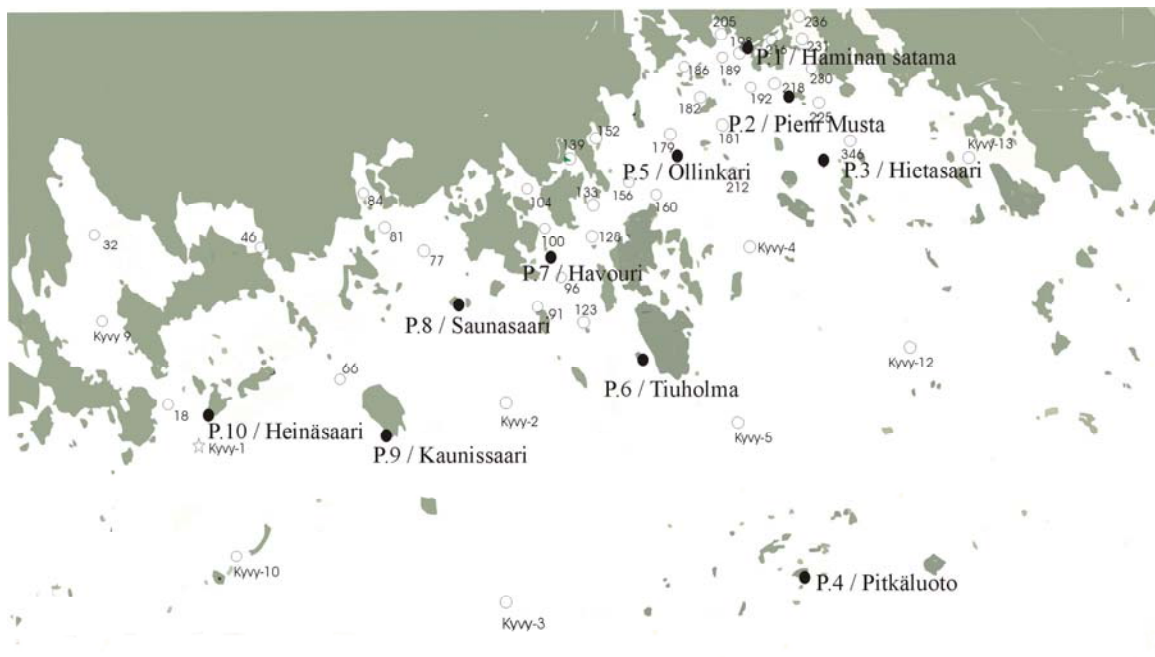 205
236
198
216
231
P.1 / Haminan satama
186
189
280
192
218
182
225
P.2 / Pieni Musta
181
152
179
346
Kyvy-13
139
P.5 / Ollinkari
P.3 / Hietasaari
133
156
212
84
104
160
32
46
81
100
128
Kyvy-4
77
P.7 / Havouri
96
91
123
P.8 / Saunasaari
Kyvy 9
Kyvy-12
66
P.6 / Tiuholma
18
Kyvy-2
Kyvy-5
P.10 / Heinäsaari
Kyvy-1
P.9 / Kaunissaari
Kyvy-10
P.4 / Pitkäluoto
Kyvy-3